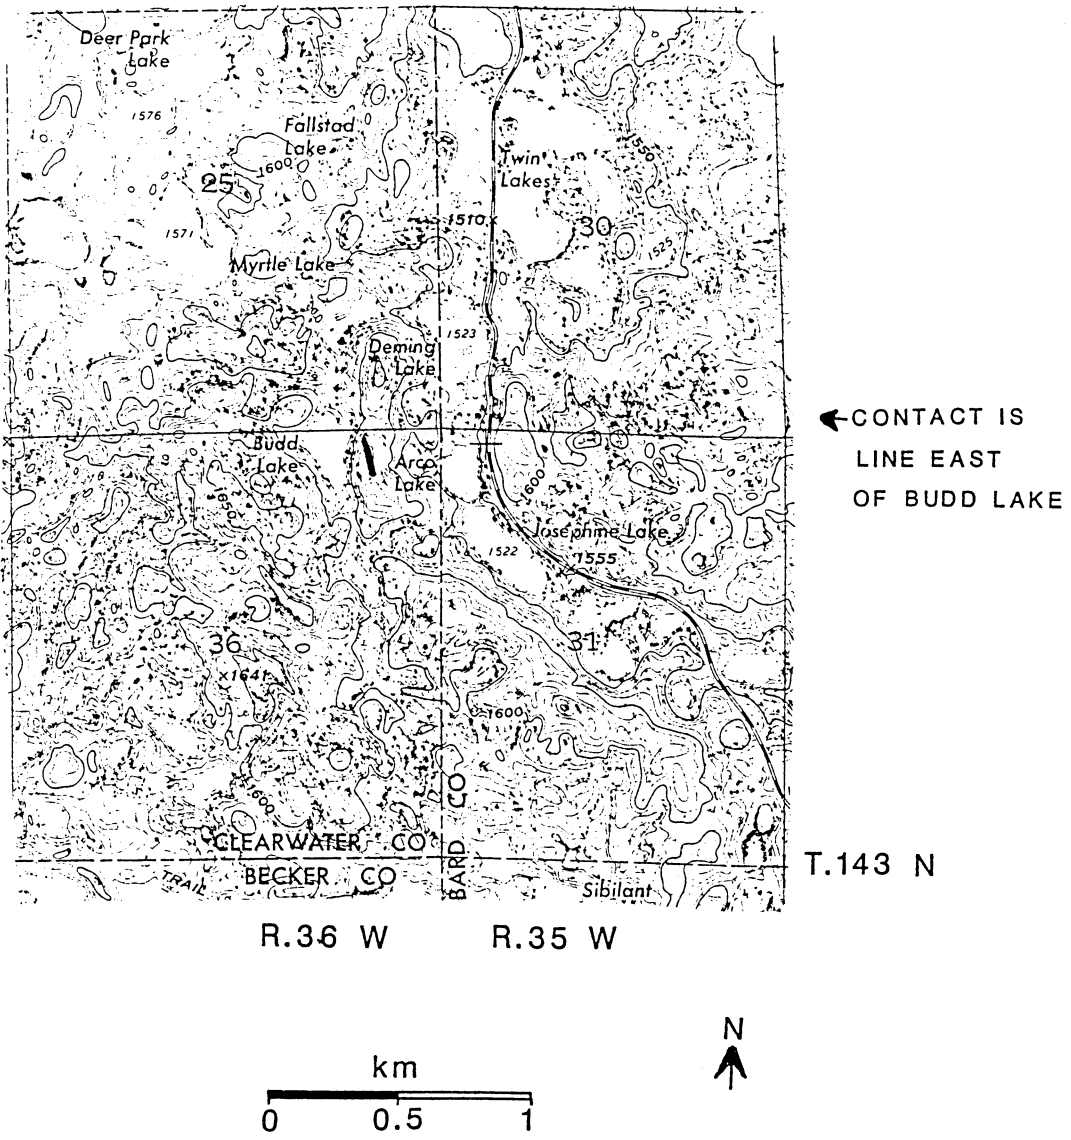 Deer Park
Lake
1576
Fallstad
Lake
1600
25
Twin
Lakes
1550
1510 x
30
1571
1525
Myrtle Lake
1523
Deming
Lake
CONTACT IS
LINE EAST
OF BUDD LAKE
Budd
Lake
Arco
Lake
1650
1600
Josephine Lake
1522
1555
36
31
x1641
1600
1600
CLEARWATER CO
BECKER CO
BARD CO
TRAIL
Sibilant
T.143 N
R.36 W
R.35 W
N
km
0 0.5 1